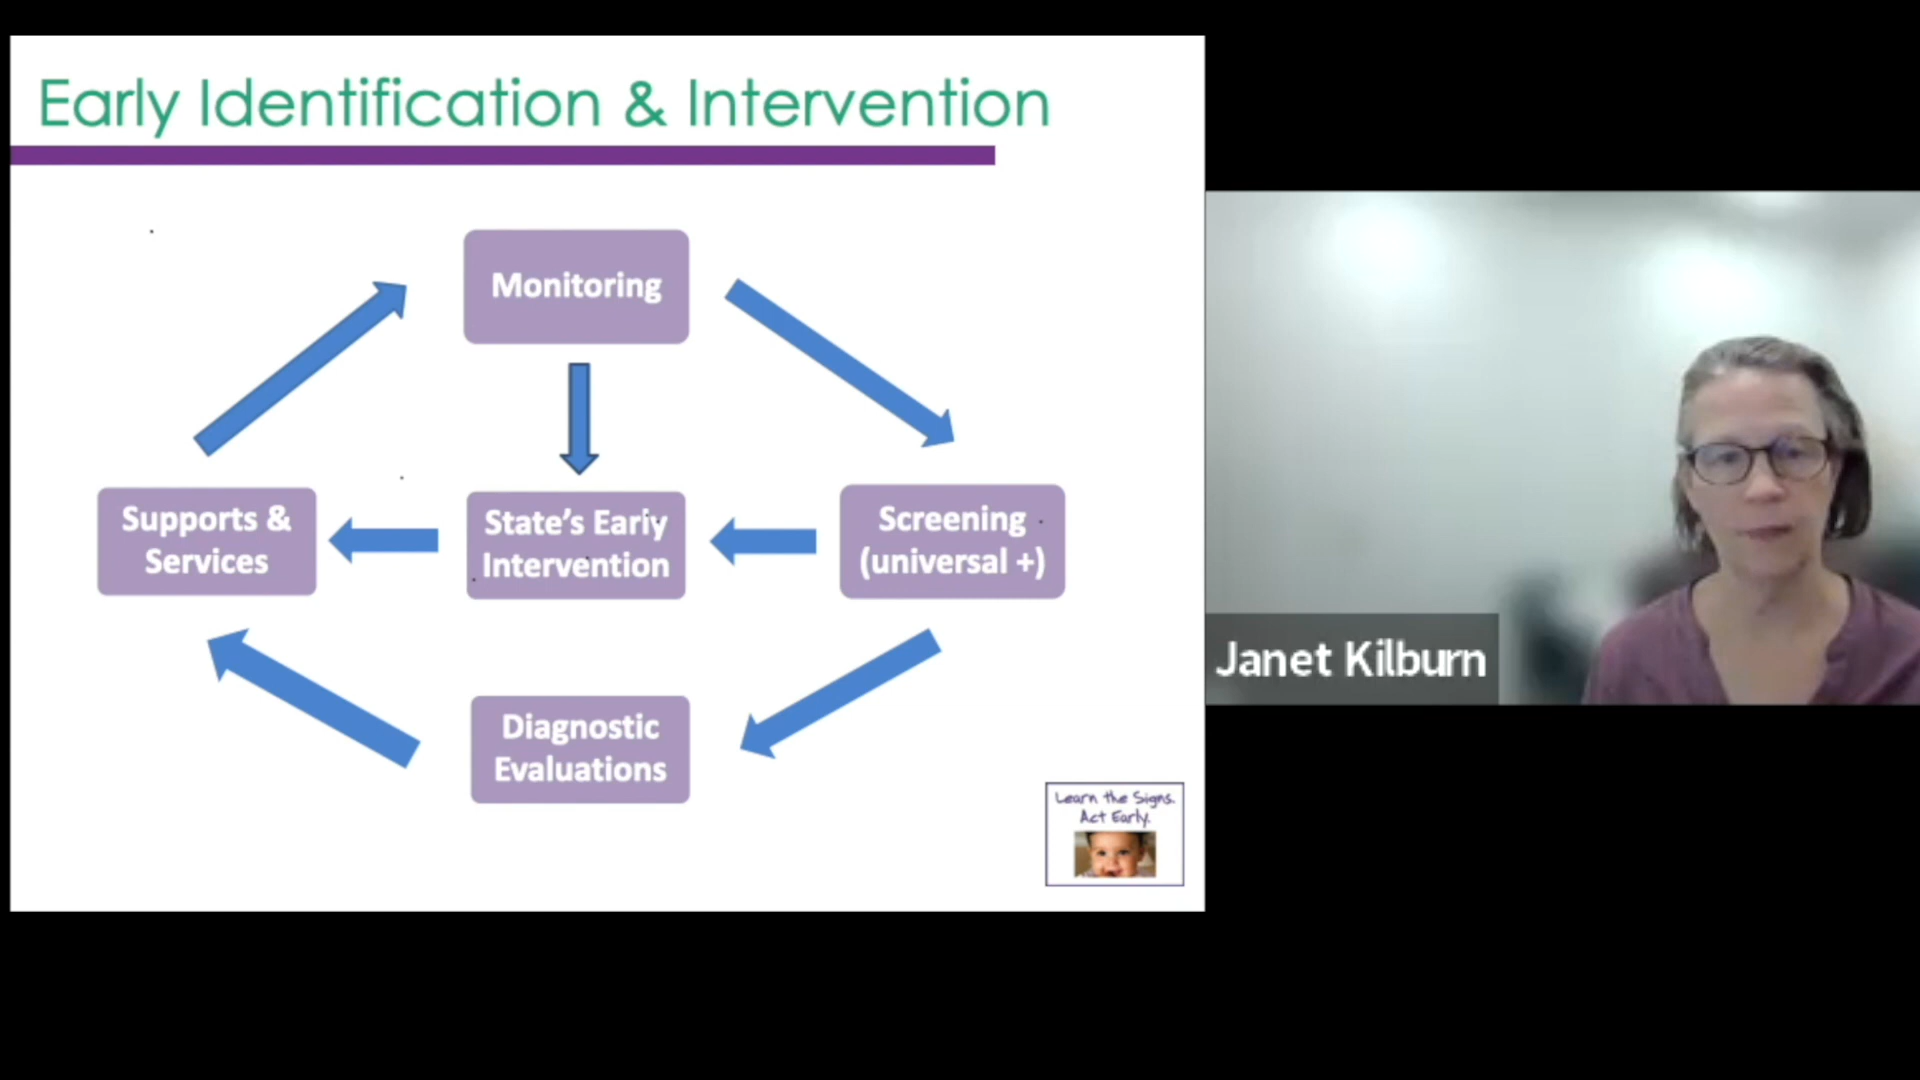 Early Identification & Intervention
Monitoring
Supports &
Services
State's Early
Intervention
Screening
(universal +)
Diagnostic
Evaluations
Learn the Signs.
Act Early.
Janet Kilburn